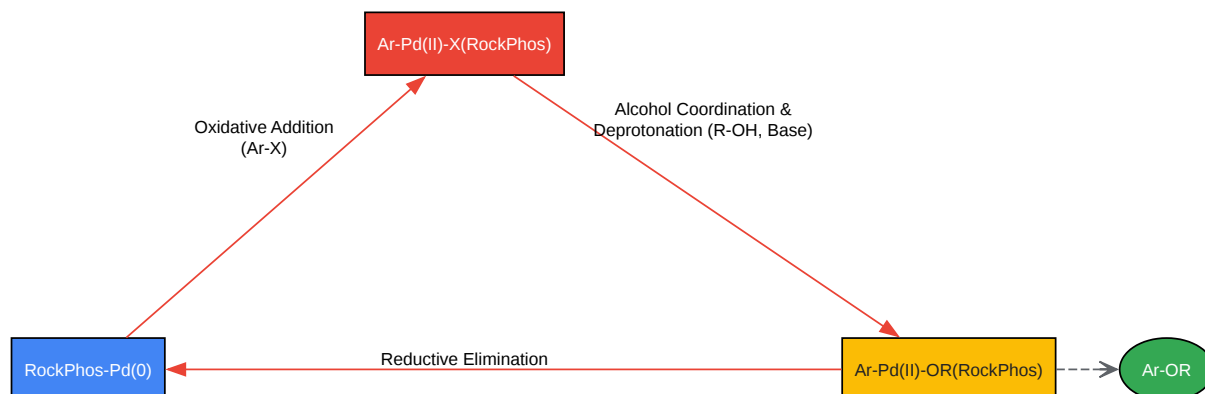 Ar-Pd(II)-X(RockPhos)
Alcohol Coordination &
Deprotonation (R-OH, Base)
Oxidative Addition
(Ar-X)
Reductive Elimination
RockPhos-Pd(0)
Ar-Pd(II)-OR(RockPhos)
Ar-OR